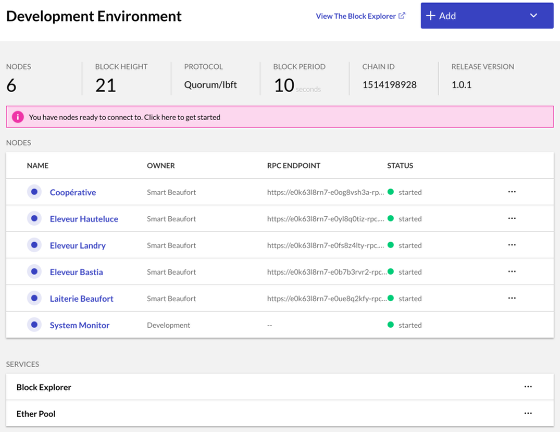 Development Environment
View The Block Explorer
Add
NODES
BLOCK HEIGHT
PROTOCOL
BLOCK PERIOD
CHAIN ID
RELEASE VERSION
6
21
Quorum/Ibft
10 seconds
1514198928
1.0.1
You have nodes ready to connect to. Click here to get started
NODES
NAME OWNER RPC ENDPOINT STATUS
Coopérative Smart Beaufort https://e0k63l8rn7-e0og8vsh3a-rp... started ...
Eleveur Hauteluce Smart Beaufort https://e0k63l8rn7-e0yl8q0tiz-rpc... started ...
Eleveur Landry Smart Beaufort https://e0k63l8rn7-e0fs8z4lty-rpc... started ...
Eleveur Bastia Smart Beaufort https://e0k63l8rn7-e0b7b3rvr2-rpc... started ...
Laiterie Beaufort Smart Beaufort https://e0k63l8rn7-e0ue8q2kfy-rpc... started ...
System Monitor Development -- started
SERVICES
Block Explorer ...
Ether Pool ...